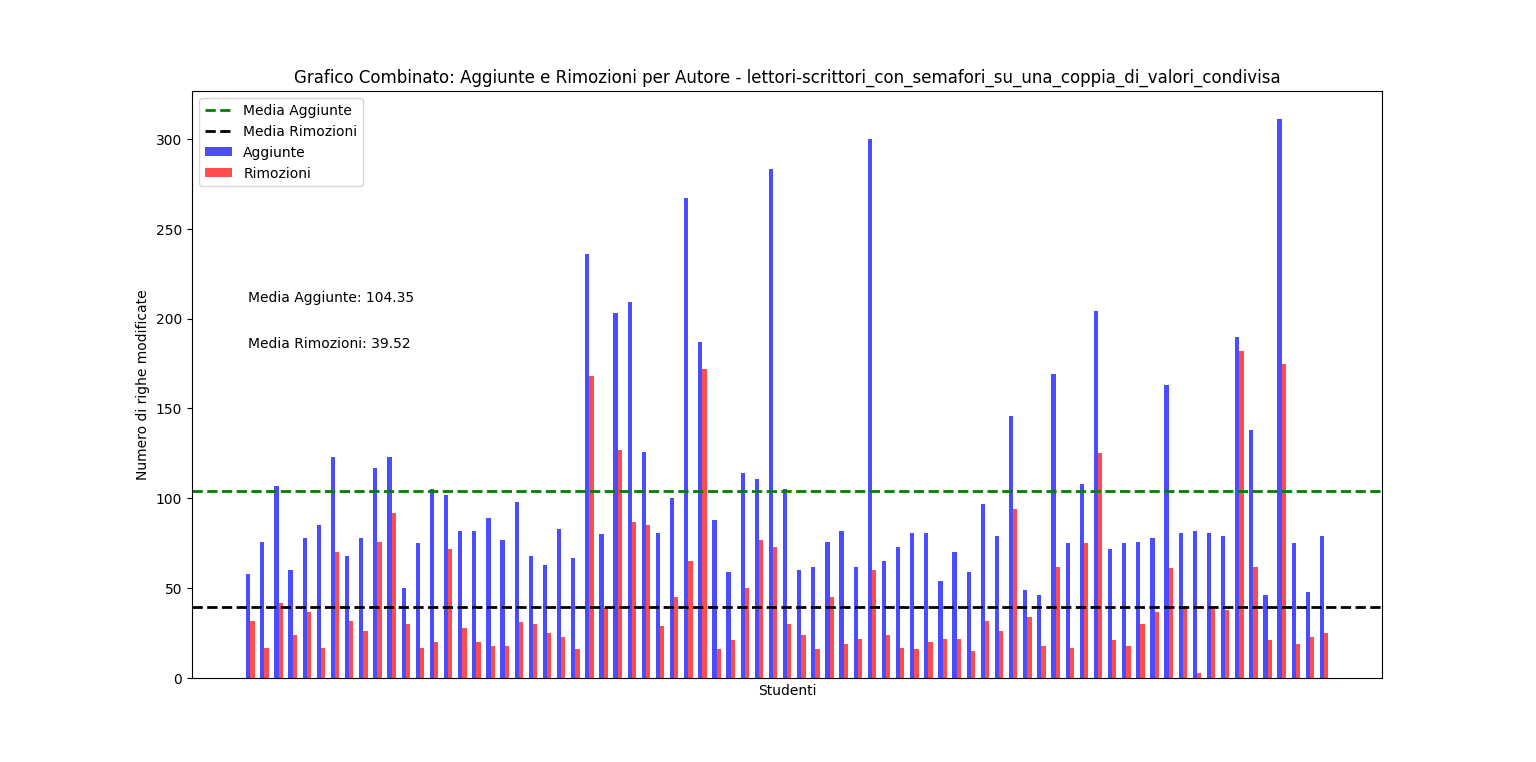 Grafico Combinato: Aggiunte e Rimozioni per Autore - lettori-scrittori_con_semafori_su_una_coppia_di_valori_condivisa
Media Aggiunte
Media Rimozioni
Aggiunte
Rimozioni
Media Aggiunte: 104.35
Media Rimozioni: 39.52
Numero di righe modificate
300
250
200
150
100
50
0
Studenti